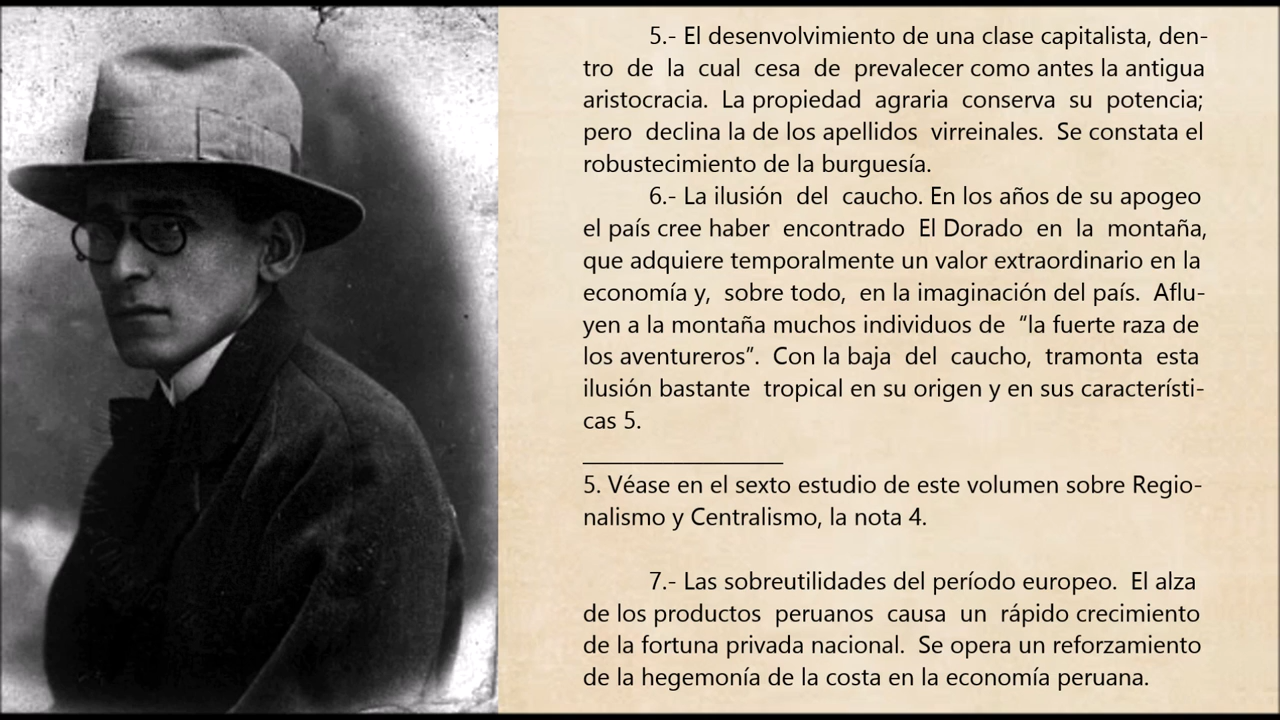 5.- El desenvolvimiento de una clase capitalista, den-
tro de la cual cesa de prevalecer como antes la antigua
aristocracia. La propiedad agraria conserva su potencia;
pero declina la de los apellidos virreinales. Se constata el
robustecimiento de la burguesía.
6.- La ilusión del caucho. En los años de su apogeo
el país cree haber encontrado El Dorado en la montaña,
que adquiere temporalmente un valor extraordinario en la
economía y, sobre todo, en la imaginación del país. Aflu-
yen a la montaña muchos individuos de “la fuerte raza de
los aventureros”. Con la baja del caucho, tramonta esta
ilusión bastante tropical en su origen y en sus característi-
cas 5.
5. Véase en el sexto estudio de este volumen sobre Regio-
nalismo y Centralismo, la nota 4.
7.- Las sobreutilidades del período europeo. El alza
de los productos peruanos causa un rápido crecimiento
de la fortuna privada nacional. Se opera un reforzamiento
de la hegemonía de la costa en la economía peruana.